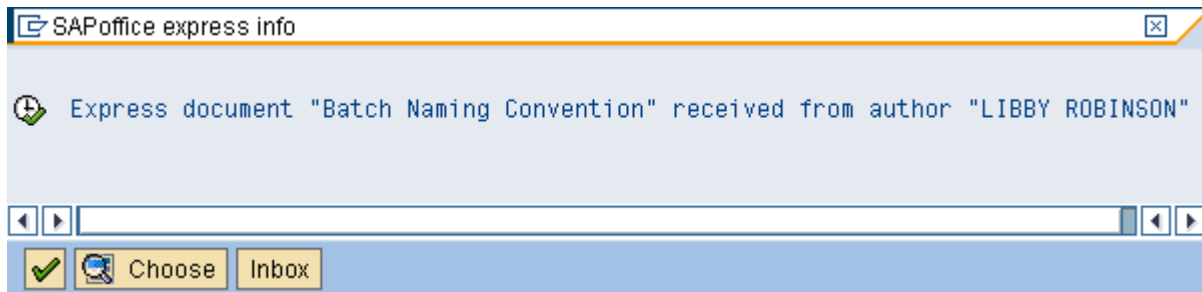 SAPoffice express info
Express document "Batch Naming Convention" received from author "LIBBY ROBINSON"
Choose Inbox